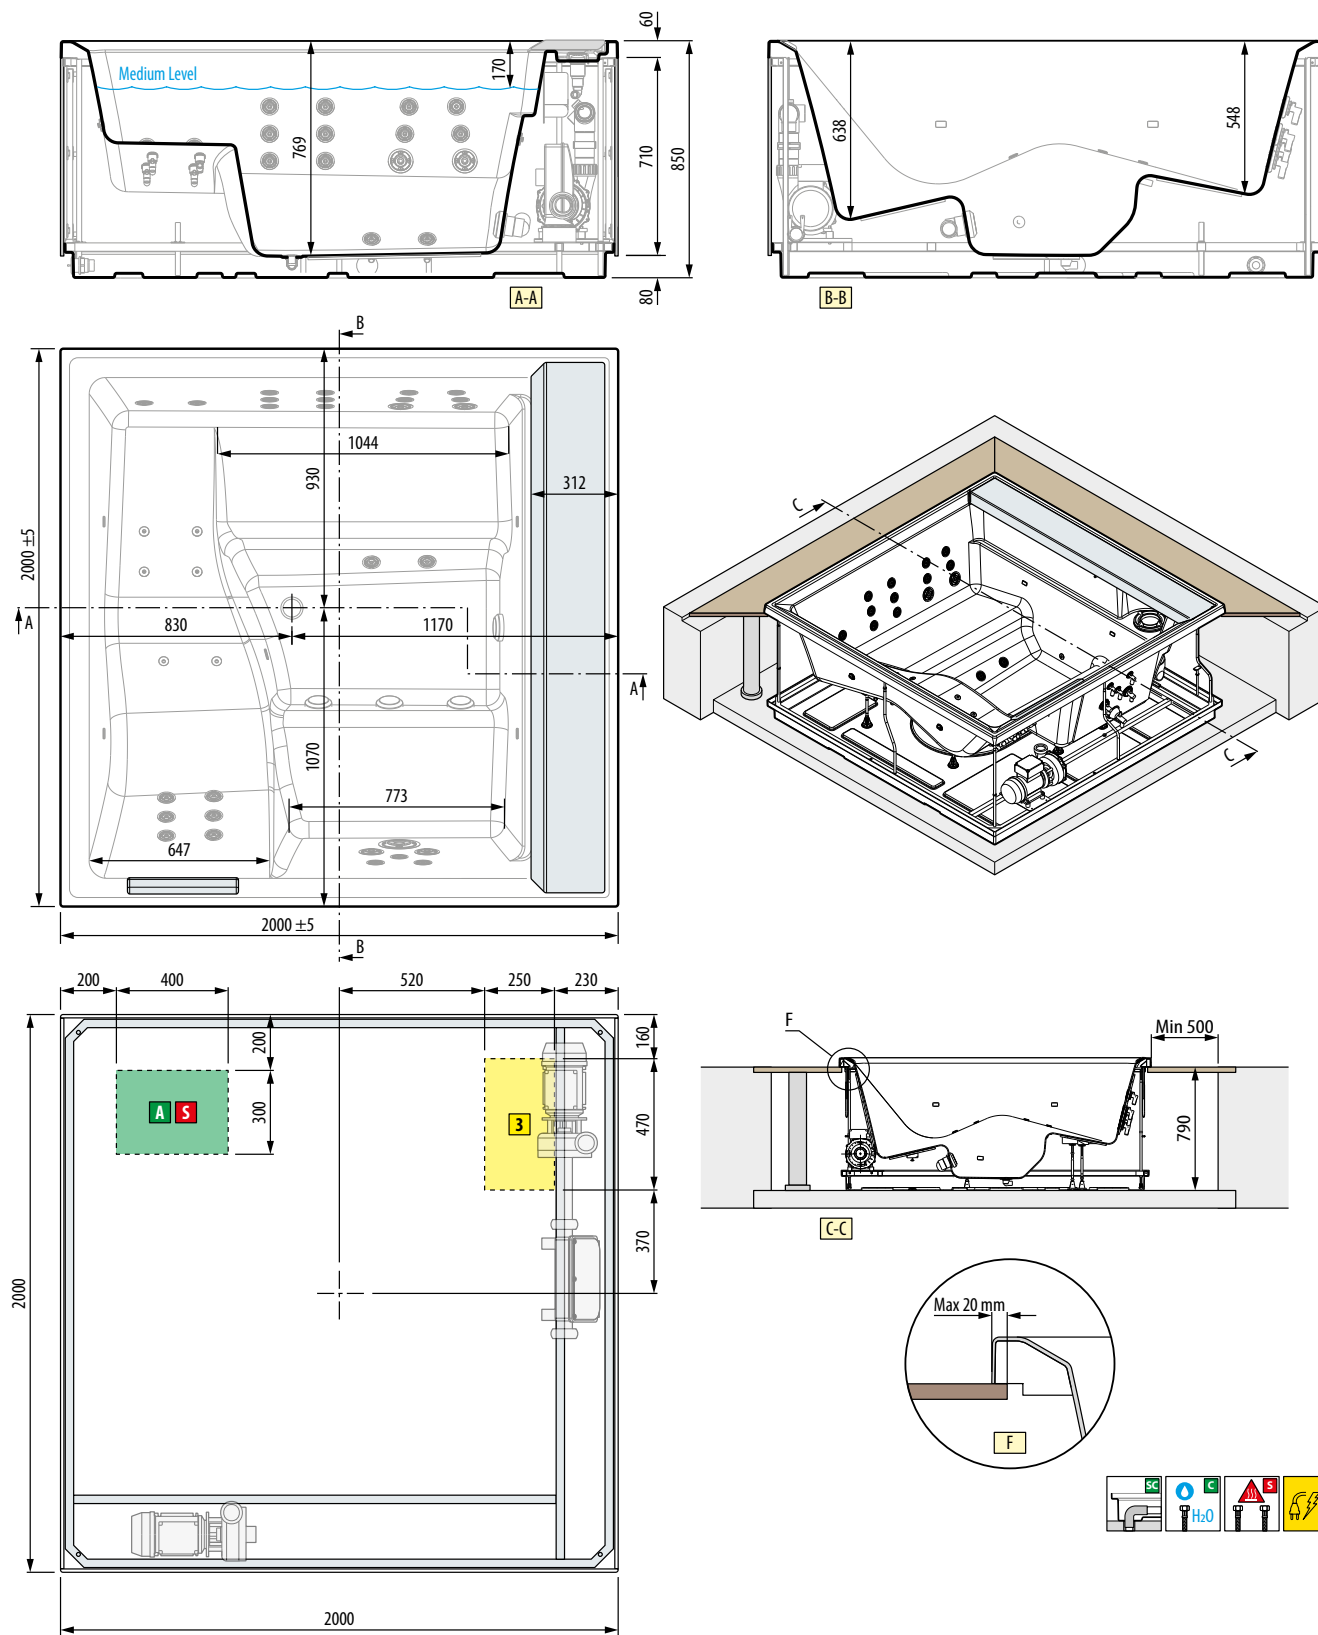 60
Medium Level
170
769
710
850
80
A-A
638
548
B-B
B
1044
930
312
2000 ±5
A
830
1170
A
1070
773
647
2000 ±5
B
C
C
200
400
520
250
230
200
300
A S
3
160
470
370
2000
2000
F
Min 500
790
C-C
Max 20 mm
F
SC
C
H₂O
S